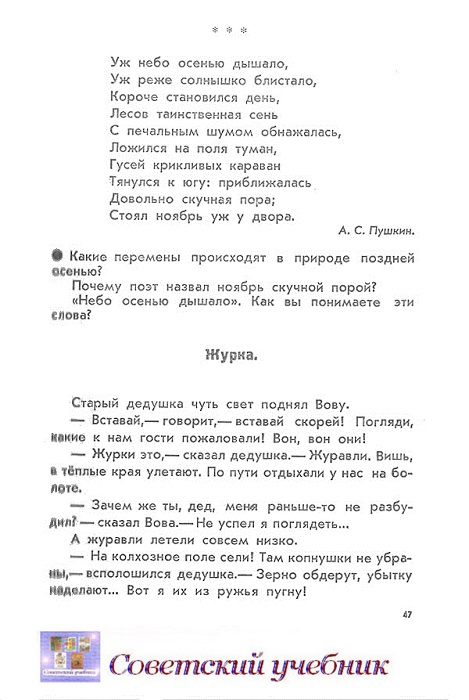 * * *
Уж небо осенью дышало,
Уж реже солнышко блистало,
Короче становился день,
Лесов таинственная сень
С печальным шумом обнажалась,
Ложился на поля туман,
Гусей крикливых караван
Тянулся к югу: приближалась
Довольно скучная пора;
Стоял ноябрь уж у двора.
А. С. Пушкин.
● Какие перемены происходят в природе поздней
осенью?
Почему поэт назвал ноябрь скучной порой?
«Небо осенью дышало». Как вы понимаете эти
слова?
Журка.
Старый дедушка чуть свет поднял Вову.
— Вставай,— говорит,— вставай скорей! Погляди,
какие к нам гости пожаловали! Вон, вон они!
— Журки это,— сказал дедушка.— Журавли. Вишь,
в тёплые края улетают. По пути отдыхали у нас на бо-
лоте.
— Зачем же ты, дед, меня раньше-то не разбу-
дил?— сказал Вова.— Не успел я поглядеть...
А журавли летели совсем низко.
— На колхозное поле сели! Там копнушки не убра-
ны,— всполошился дедушка.— Зерно обдерут, убытку
наделают... Вот я их из ружья пугну!
47
Советский учебник